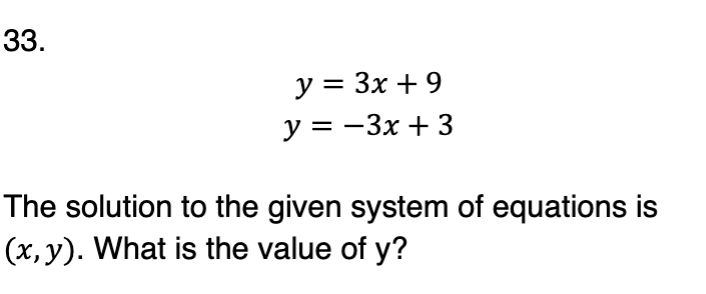 33.
y = 3x + 9
y = −3x + 3
The solution to the given system of equations is
(x, y). What is the value of y?